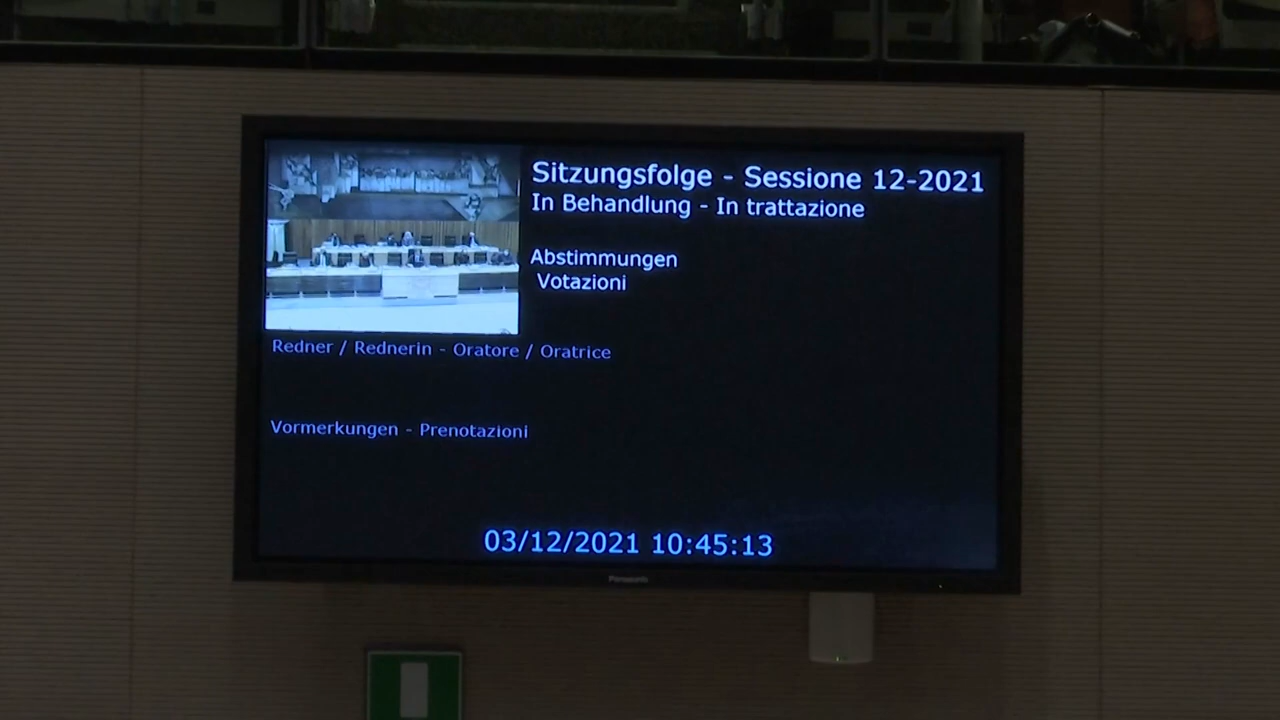 Sitzungsfolge - Sessione 12-2021
In Behandlung - In trattazione
Abstimmungen
Votazioni
Redner / Rednerin - Oratore / Oratrice
Vormerkungen - Prenotazioni
03/12/2021 10:45:13
Panasonic